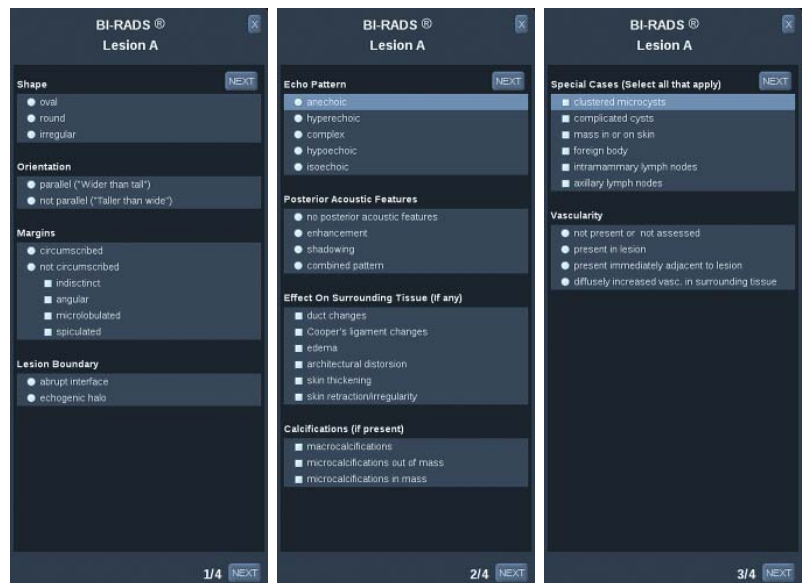 BI-RADS ®
X
Lesion A
NEXT
Shape
oval
round
irregular
Orientation
parallel ("Wider than tall")
not parallel ("Taller than wide")
Margins
circumscribed
not circumscribed
indisctinct
angular
microlobulated
spiculated
Lesion Boundary
abrupt interface
echogenic halo
1/4 NEXT
BI-RADS ®
X
Lesion A
NEXT
Echo Pattern
anechoic
hyperechoic
complex
hypoechoic
isoechoic
Posterior Acoustic Features
no posterior acoustic features
enhancement
shadowing
combined pattern
Effect On Surrounding Tissue (If any)
duct changes
Cooper's ligament changes
edema
architectural distorsion
skin thickening
skin retraction/irregularity
Calcifications (if present)
macrocalcifications
microcalcifications out of mass
microcalcifications in mass
2/4 NEXT
BI-RADS ®
X
Lesion A
NEXT
Special Cases (Select all that apply)
clustered microcysts
complicated cysts
mass in or on skin
foreign body
intramammary lymph nodes
axillary lymph nodes
Vascularity
not present or not assessed
present in lesion
present immediately adjacent to lesion
diffusely increased vasc. in surrounding tissue
3/4 NEXT